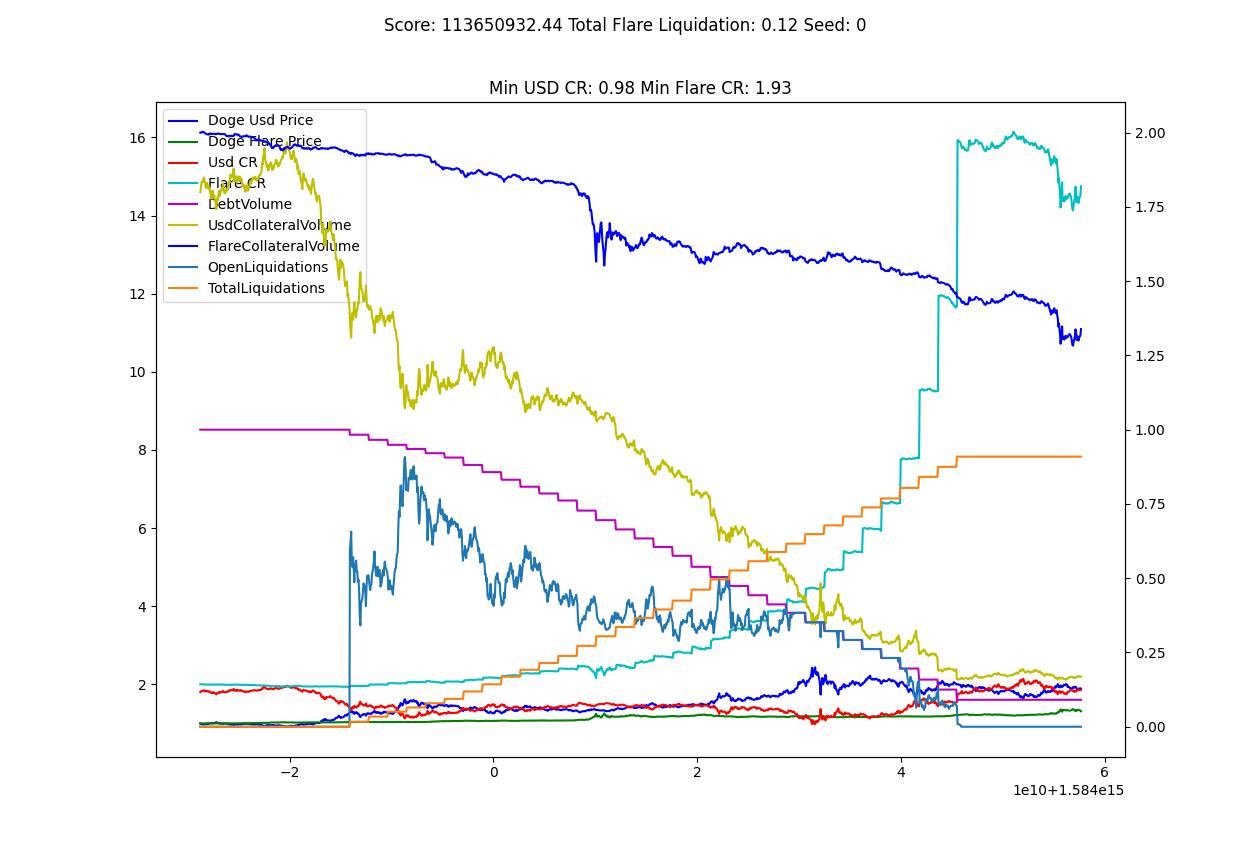 Score: 113650932.44 Total Flare Liquidation: 0.12 Seed: 0
Min USD CR: 0.98 Min Flare CR: 1.93
Doge Usd Price
Doge Flare Price
Usd CR
Flare CR
DebtVolume
UsdCollateralVolume
FlareCollateralVolume
OpenLiquidations
TotalLiquidations
16
14
12
10
8
6
4
2
2.00
1.75
1.50
1.25
1.00
0.75
0.50
0.25
0.00
−2
0
2
4
6
1e10+1.584e15